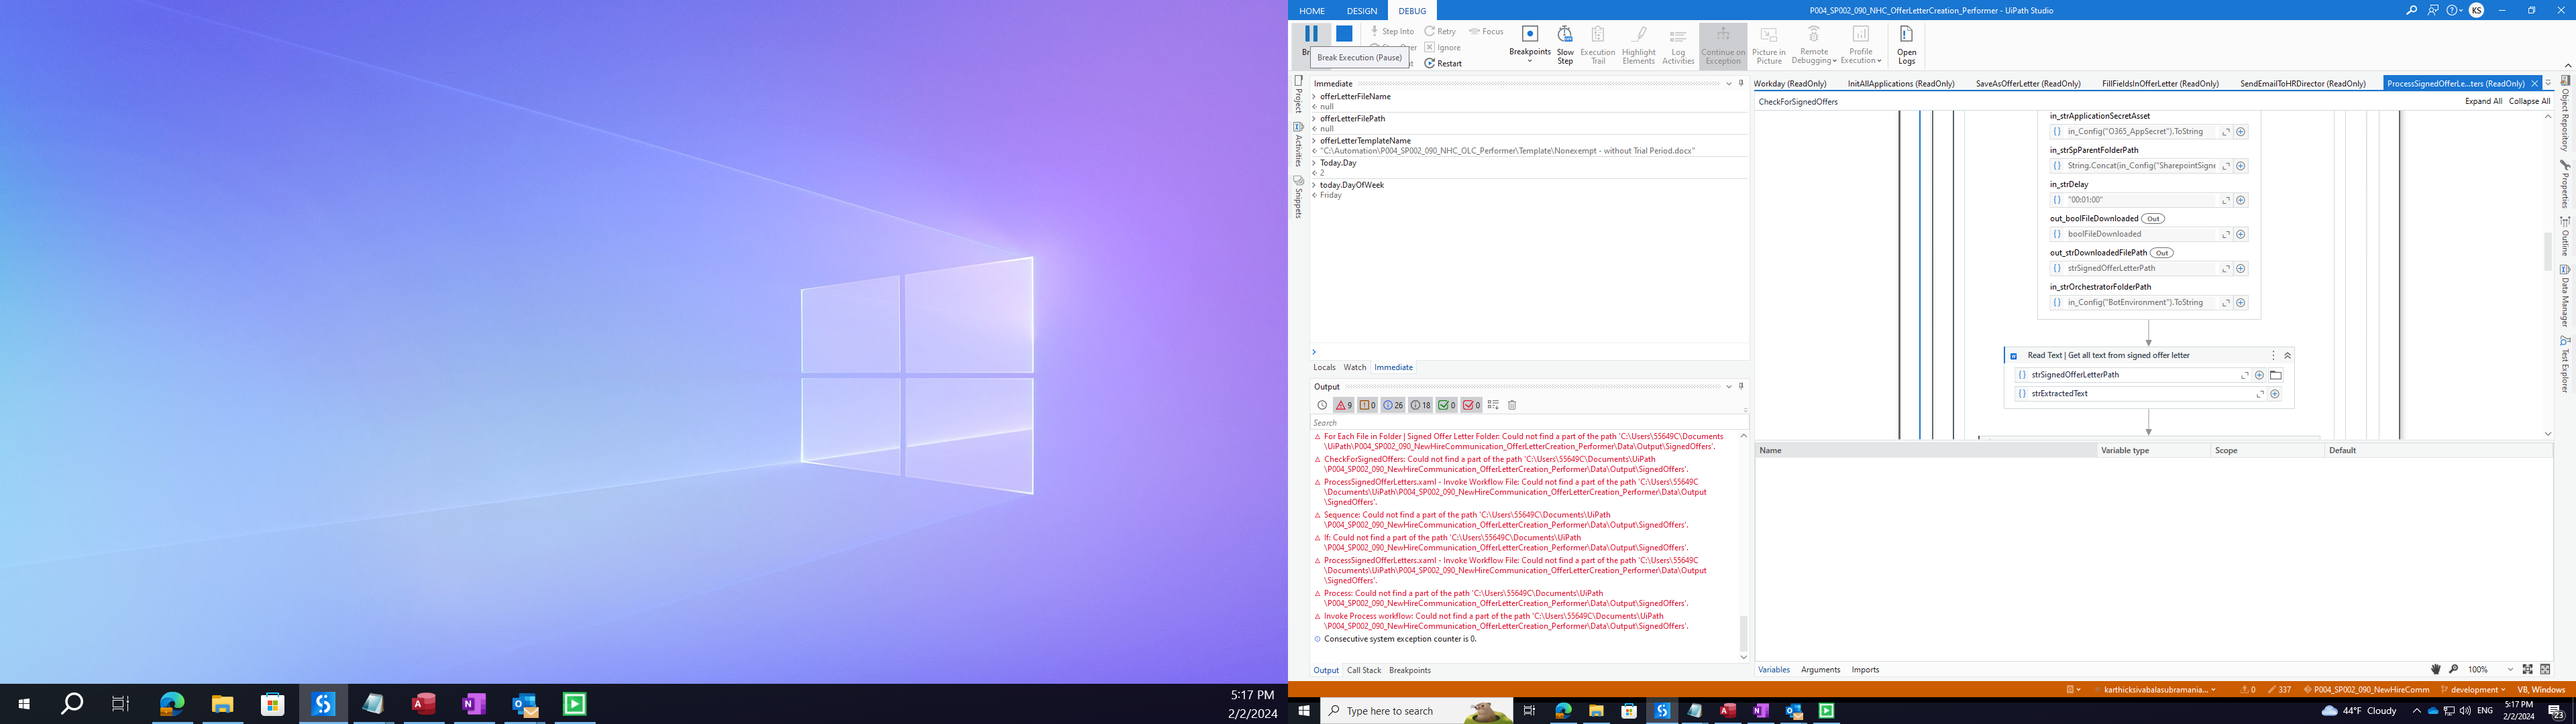 HOME
DESIGN
DEBUG
P004_SP002_090_NHC_OfferLetterCreation_Performer - UiPath Studio
KS
Step Into
Retry
Focus
Ignore
Restart
Break Execution (Pause)
Breakpoints
Slow Step
Execution Trail
Highlight Elements
Log Activities
Continue on Exception
Picture in Picture
Remote Debugging
Profile Execution
Open Logs
Project
Activities
Snippets
Immediate
offerLetterFileName
null
offerLetterFilePath
null
offerLetterTemplateName
"C:\Automation\P004_SP002_090_NHC_OLC_Performer\Template\Nonexempt - without Trial Period.docx"
Today.Day
2
today.DayOfWeek
Friday
Locals Watch Immediate
Output
9 0 26 18 0 0
Search
For Each File in Folder | Signed Offer Letter Folder: Could not find a part of the path 'C:\Users\55649C\Documents
\UiPath\P004_SP002_090_NewHireCommunication_OfferLetterCreation_Performer\Data\Output\SignedOffers'.
CheckForSignedOffers: Could not find a part of the path 'C:\Users\55649C\Documents\UiPath
\P004_SP002_090_NewHireCommunication_OfferLetterCreation_Performer\Data\Output\SignedOffers'.
ProcessSignedOfferLetters.xaml - Invoke Workflow File: Could not find a part of the path 'C:\Users\55649C
\Documents\UiPath\P004_SP002_090_NewHireCommunication_OfferLetterCreation_Performer\Data\Output
\SignedOffers'.
Sequence: Could not find a part of the path 'C:\Users\55649C\Documents\UiPath
\P004_SP002_090_NewHireCommunication_OfferLetterCreation_Performer\Data\Output\SignedOffers'.
If: Could not find a part of the path 'C:\Users\55649C\Documents\UiPath
\P004_SP002_090_NewHireCommunication_OfferLetterCreation_Performer\Data\Output\SignedOffers'.
ProcessSignedOfferLetters.xaml - Invoke Workflow File: Could not find a part of the path 'C:\Users\55649C
\Documents\UiPath\P004_SP002_090_NewHireCommunication_OfferLetterCreation_Performer\Data\Output
\SignedOffers'.
Process: Could not find a part of the path 'C:\Users\55649C\Documents\UiPath
\P004_SP002_090_NewHireCommunication_OfferLetterCreation_Performer\Data\Output\SignedOffers'.
Invoke Process workflow: Could not find a part of the path 'C:\Users\55649C\Documents\UiPath
\P004_SP002_090_NewHireCommunication_OfferLetterCreation_Performer\Data\Output\SignedOffers'.
Consecutive system exception counter is 0.
Output Call Stack Breakpoints
Workday (ReadOnly)
InitAllApplications (ReadOnly)
SaveAsOfferLetter (ReadOnly)
FillFieldsInOfferLetter (ReadOnly)
SendEmailToHRDirector (ReadOnly)
ProcessSignedOfferLe...ters (ReadOnly)
CheckForSignedOffers
Expand All Collapse All
in_strApplicationSecretAsset
in_Config("O365_AppSecret").ToString
in_strSpParentFolderPath
String.Concat(in_Config("SharepointSigne
in_strDelay
"00:01:00"
out_boolFileDownloaded Out
boolFileDownloaded
out_strDownloadedFilePath Out
strSignedOfferLetterPath
in_strOrchestratorFolderPath
in_Config("BotEnvironment").ToString
Read Text | Get all text from signed offer letter
strSignedOfferLetterPath
strExtractedText
Name Variable type Scope Default
Variables Arguments Imports
100%
Object Repository
Properties
Outline
Data Manager
Test Explorer
karthicksivabalasubramania...
0
337
P004_SP002_090_NewHireComm
development
VB, Windows
5:17 PM
2/2/2024
Type here to search
44°F Cloudy
ENG
5:17 PM
2/2/2024
23